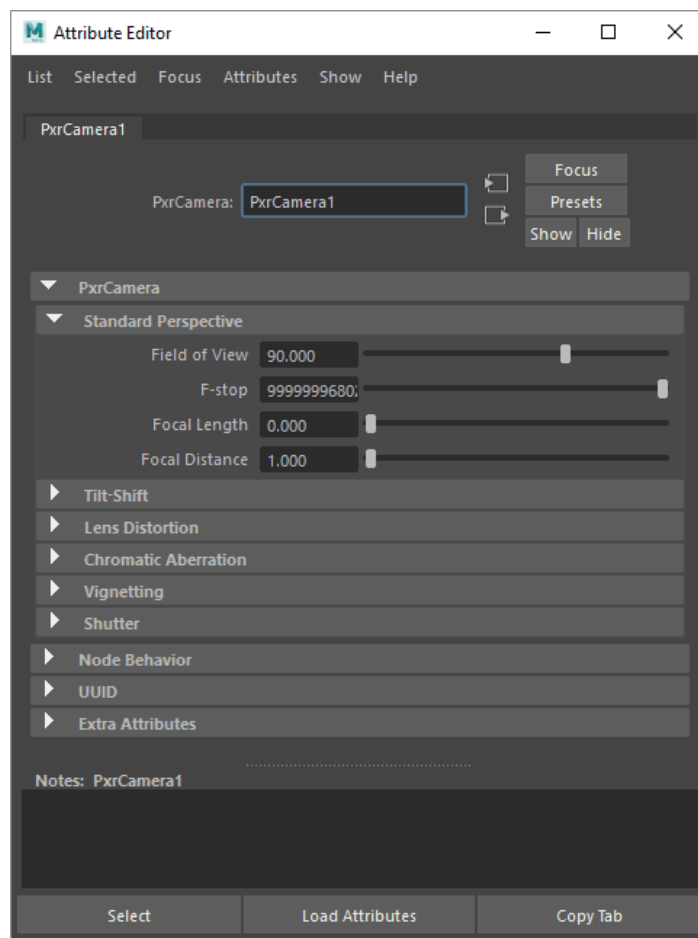 Attribute Editor
List Selected Focus Attributes Show Help
PxrCamera1
PxrCamera: PxrCamera1
Focus
Presets
Show Hide
PxrCamera
Standard Perspective
Field of View 90.000
F-stop 9999999680
Focal Length 0.000
Focal Distance 1.000
Tilt-Shift
Lens Distortion
Chromatic Aberration
Vignetting
Shutter
Node Behavior
UUID
Extra Attributes
Notes: PxrCamera1
Select Load Attributes Copy Tab